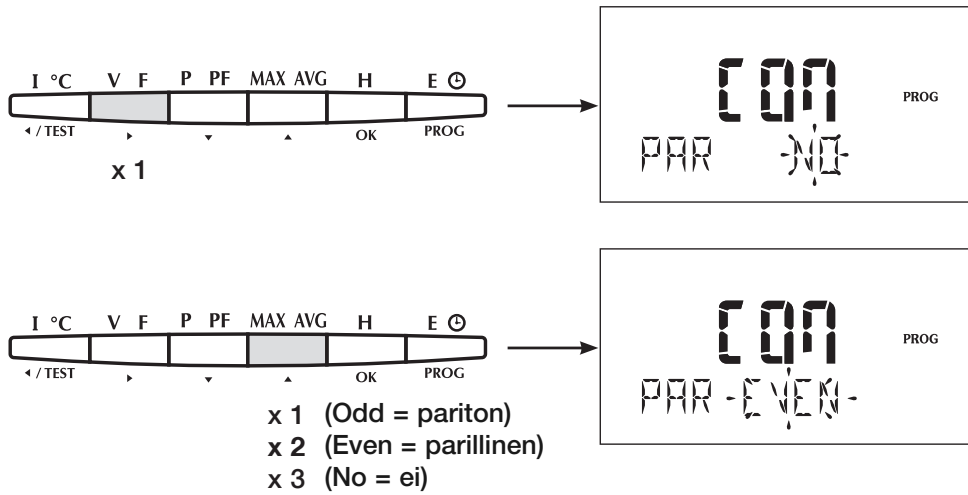 I °C V F P PF MAX AVG H E
/ TEST OK PROG
x 1
COM
PROG
PAR NO
I °C V F P PF MAX AVG H E
/ TEST OK PROG
x 1 (Odd = pariton)
x 2 (Even = parillinen)
x 3 (No = ei)
COM
PROG
PAR EVEN